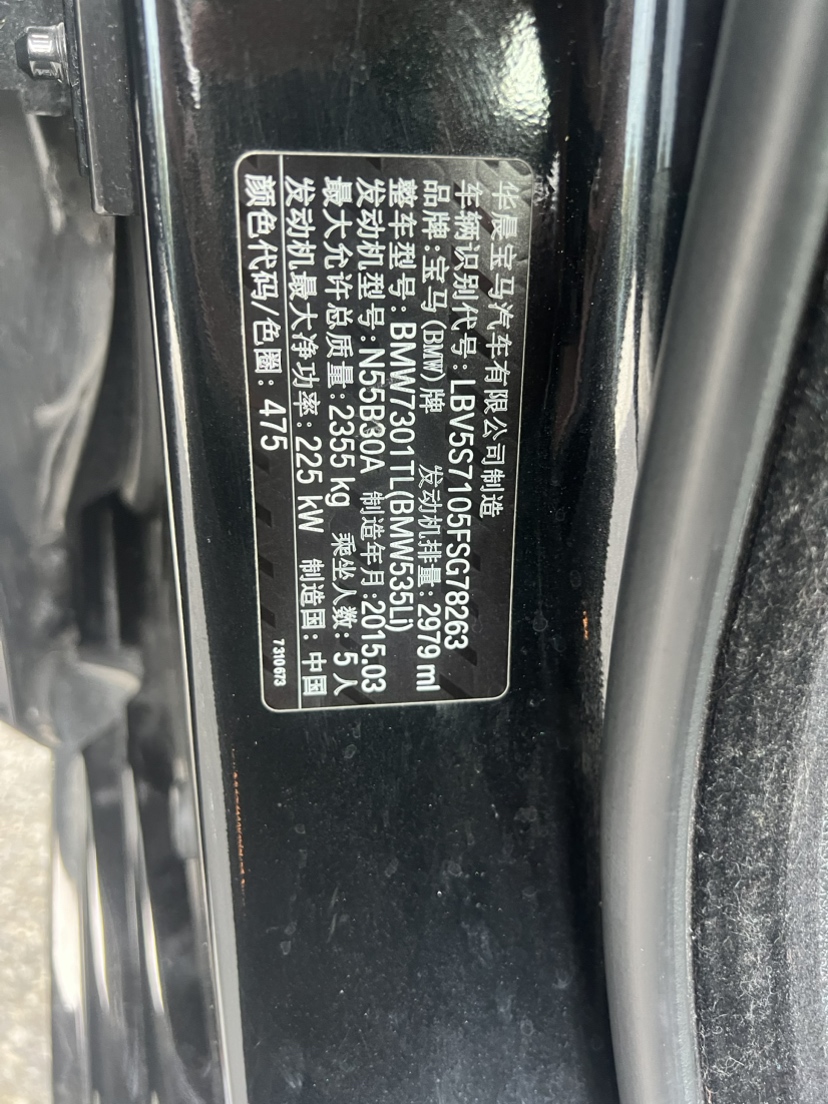 华晨宝马汽车有限公司制造
车辆识别代号：LBV5S7105FSG78263
品牌：宝马(BMW)牌 发动机排量：2979 ml
整车型号：BMW7301TL(BMW535Li)
发动机型号：N55B30A 制造年月：2015.03
最大允许总质量：2355 kg 乘坐人数：5人
发动机最大净功率：225 kW 制造国：中国
颜色代码/色圈：475
7310673